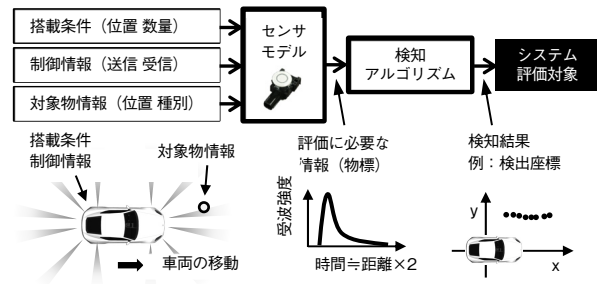 搭載条件（位置 数量）
制御情報（送信 受信）
対象物情報（位置 種別）
センサ
モデル
検知
アルゴリズム
システム
評価対象
搭載条件
制御情報
対象物情報
評価に必要な
情報（物標）
検知結果
例：検出座標
車両の移動
受波強度
時間≒距離×2
y
x